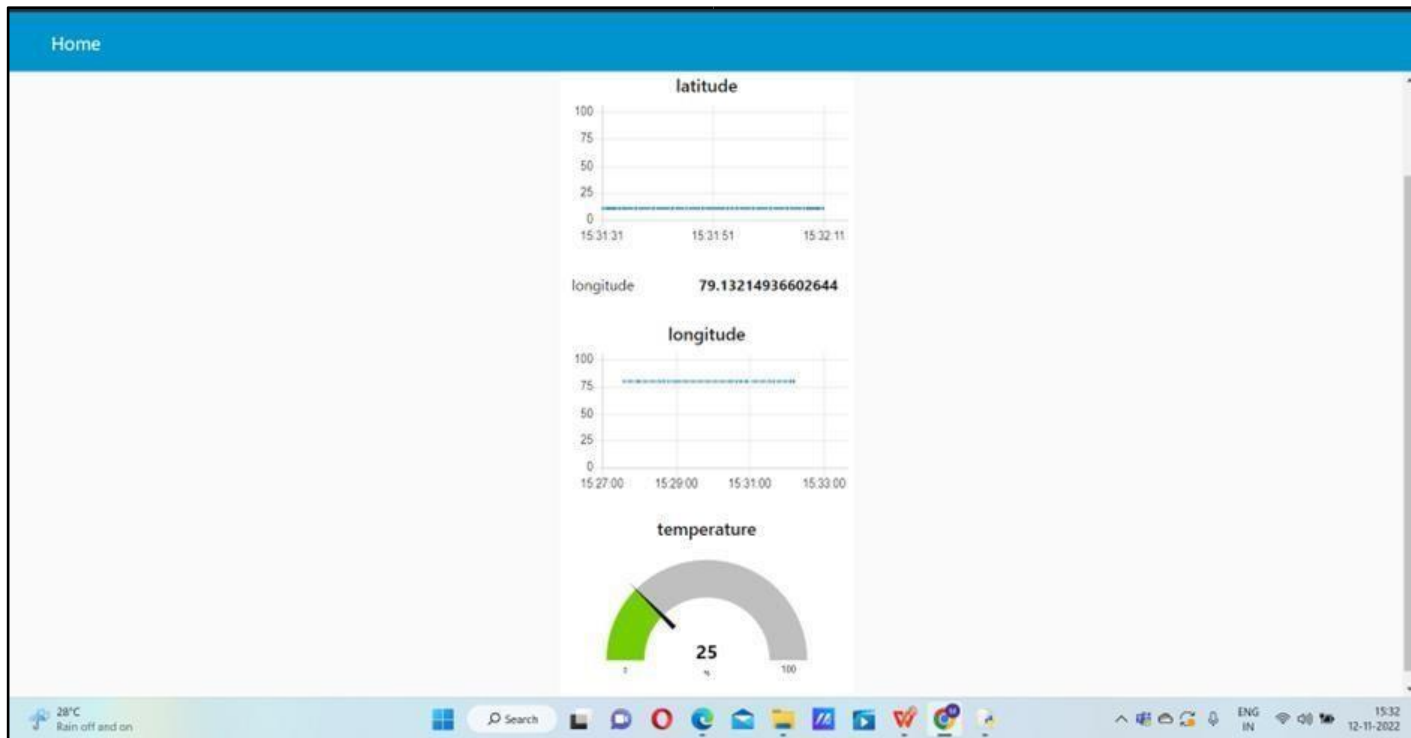 Home
latitude
100
75
50
25
0
15:31:31 15:31:51 15:32:11
longitude 79.13214936602644
longitude
100
75
50
25
0
15:27:00 15:29:00 15:31:00 15:33:00
temperature
25
100
28°C
Rain off and on
Search
ENG
IN
15:32
12-11-2022